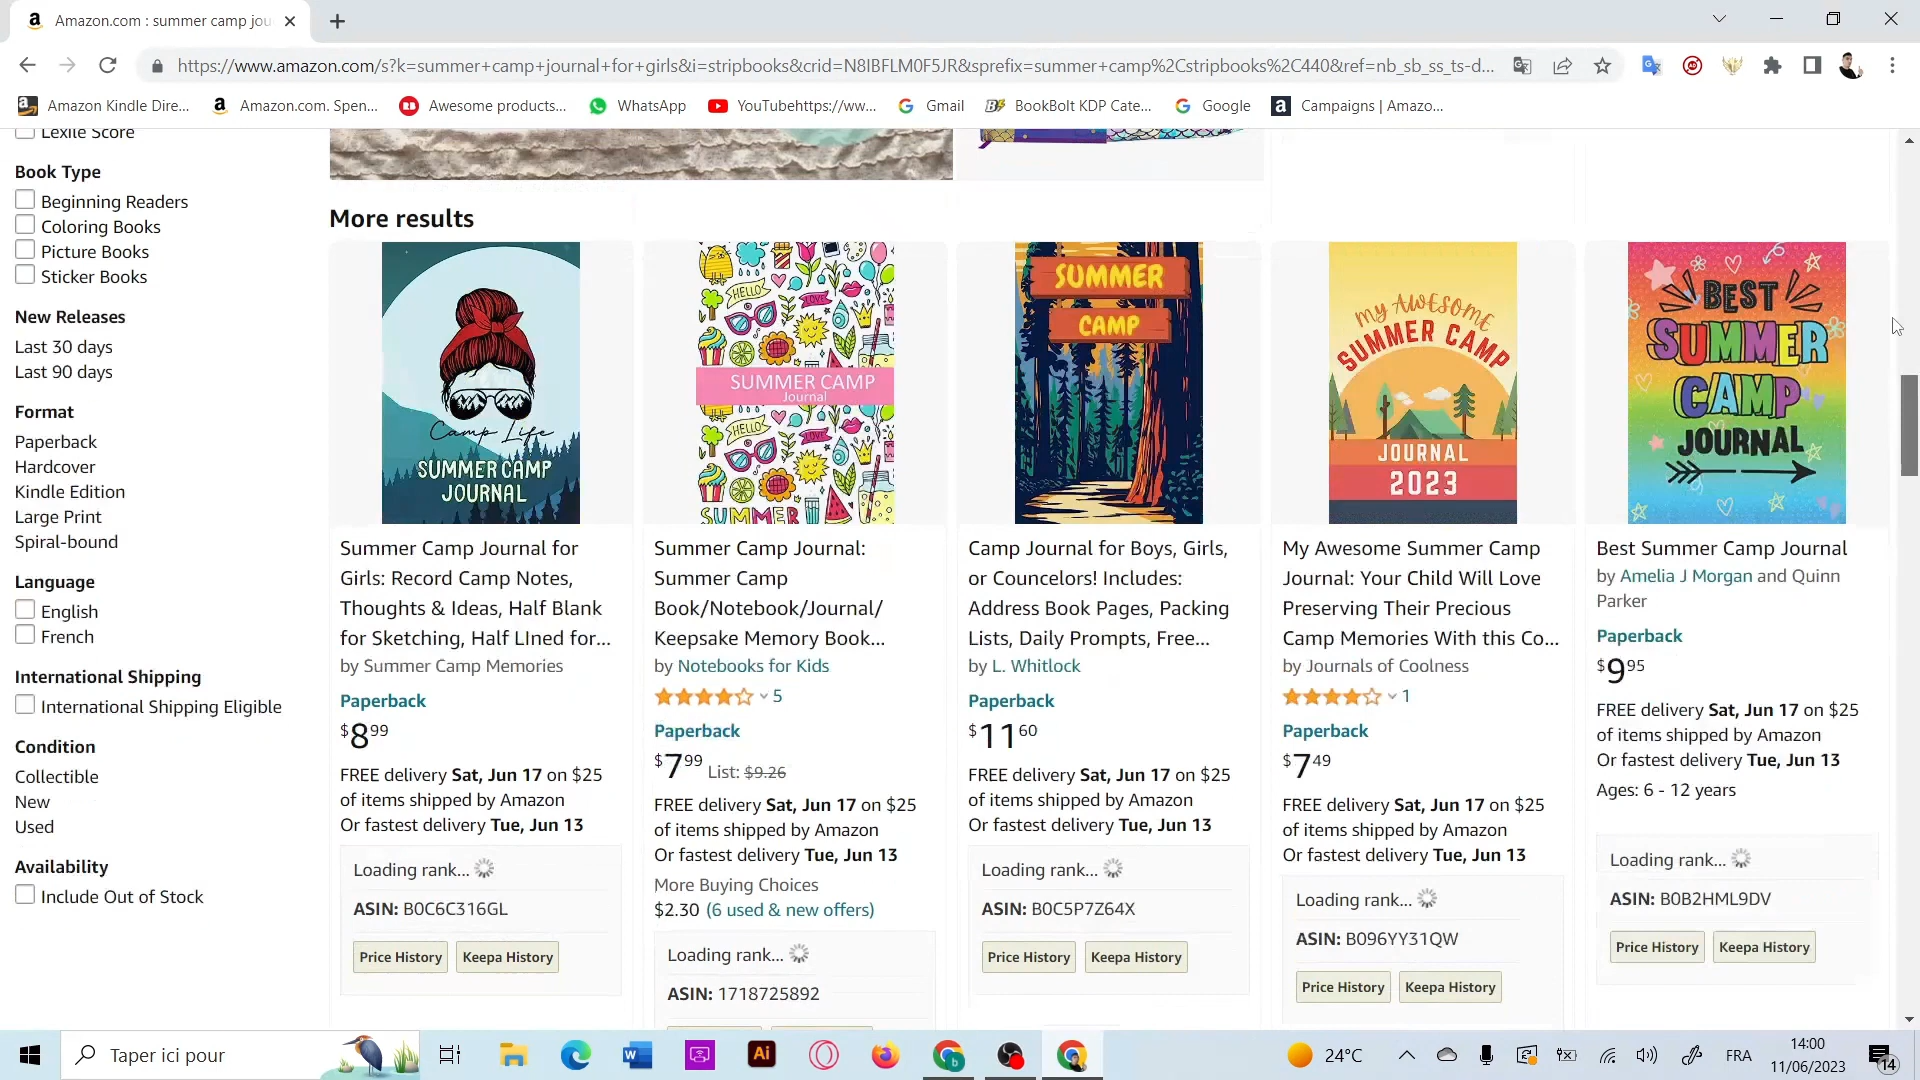 Amazon.com : summer camp jou
https://www.amazon.com/s?k=summer+camp+journal+for+girls&i=stripbooks&crid=N8IBFLM0F5JR&sprefix=summer+camp%2Cstripbooks%2C440&ref=nb_sb_ss_ts-d...
Amazon Kindle Dire... Amazon.com. Spen... Awesome products... WhatsApp YouTubehttps://ww... Gmail BookBolt KDP Cate... Google Campaigns | Amazo...
Lexile Score
Book Type
Beginning Readers
Coloring Books
Picture Books
Sticker Books
New Releases
Last 30 days
Last 90 days
Format
Paperback
Hardcover
Kindle Edition
Large Print
Spiral-bound
Language
English
French
International Shipping
International Shipping Eligible
Condition
Collectible
New
Used
Availability
Include Out of Stock
More results
Camp Life
SUMMER CAMP
JOURNAL
Summer Camp Journal for
Girls: Record Camp Notes,
Thoughts & Ideas, Half Blank
for Sketching, Half LIned for...
by Summer Camp Memories
Paperback
$8.99
FREE delivery Sat, Jun 17 on $25
of items shipped by Amazon
Or fastest delivery Tue, Jun 13
Loading rank...
ASIN: B0C6C316GL
Price History Keepa History
HELLO
LOVE
SUMMER CAMP
Journal
HELLO
LOVE
SUMMER
Summer Camp Journal:
Summer Camp
Book/Notebook/Journal/
Keepsake Memory Book...
by Notebooks for Kids
5
Paperback
$7.99 List: $9.26
FREE delivery Sat, Jun 17 on $25
of items shipped by Amazon
Or fastest delivery Tue, Jun 13
More Buying Choices
$2.30 (6 used & new offers)
Loading rank...
ASIN: 1718725892
SUMMER
CAMP
Camp Journal for Boys, Girls,
or Councelors! Includes:
Address Book Pages, Packing
Lists, Daily Prompts, Free...
by L. Whitlock
Paperback
$11.60
FREE delivery Sat, Jun 17 on $25
of items shipped by Amazon
Or fastest delivery Tue, Jun 13
Loading rank...
ASIN: B0C5P7Z64X
Price History Keepa History
My AWESOME
SUMMER CAMP
JOURNAL
2023
My Awesome Summer Camp
Journal: Your Child Will Love
Preserving Their Precious
Camp Memories With this Co...
by Journals of Coolness
1
Paperback
$7.49
FREE delivery Sat, Jun 17 on $25
of items shipped by Amazon
Or fastest delivery Tue, Jun 13
Loading rank...
ASIN: B096YY31QW
Price History Keepa History
BEST
SUMMER
CAMP
JOURNAL
Best Summer Camp Journal
by Amelia J Morgan and Quinn
Parker
Paperback
$9.95
FREE delivery Sat, Jun 17 on $25
of items shipped by Amazon
Or fastest delivery Tue, Jun 13
Ages: 6 - 12 years
Loading rank...
ASIN: B0B2HML9DV
Price History Keepa History
Taper ici pour
24°C
FRA
14:00
11/06/2023
14